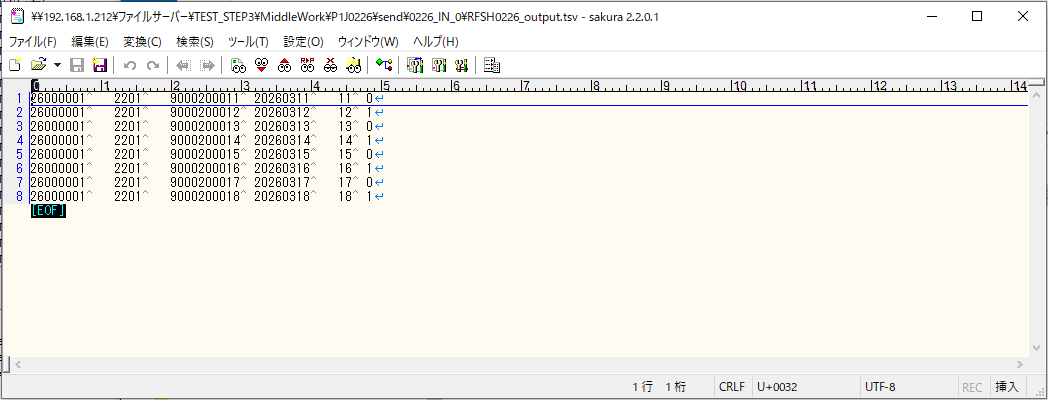 ¥¥192.168.1.212¥ファイルサーバー¥TEST_STEP3¥MiddleWork¥P1J0226¥send¥0226_IN_0¥RFSH0226_output.tsv - sakura 2.2.0.1
ファイル(F) 編集(E) 変換(C) 検索(S) ツール(T) 設定(O) ウィンドウ(W) ヘルプ(H)
0 1 2 3 4 5 6 7 8 9 10 11 12 13 14
1 26000001^ 2201^ 9000200011^ 20260311^ 11^ 0↵
2 26000001^ 2201^ 9000200012^ 20260312^ 12^ 1↵
3 26000001^ 2201^ 9000200013^ 20260313^ 13^ 0↵
4 26000001^ 2201^ 9000200014^ 20260314^ 14^ 1↵
5 26000001^ 2201^ 9000200015^ 20260315^ 15^ 0↵
6 26000001^ 2201^ 9000200016^ 20260316^ 16^ 1↵
7 26000001^ 2201^ 9000200017^ 20260317^ 17^ 0↵
8 26000001^ 2201^ 9000200018^ 20260318^ 18^ 1↵
[EOF]
1 行 1 桁 CRLF U+0032 UTF-8 REC 挿入